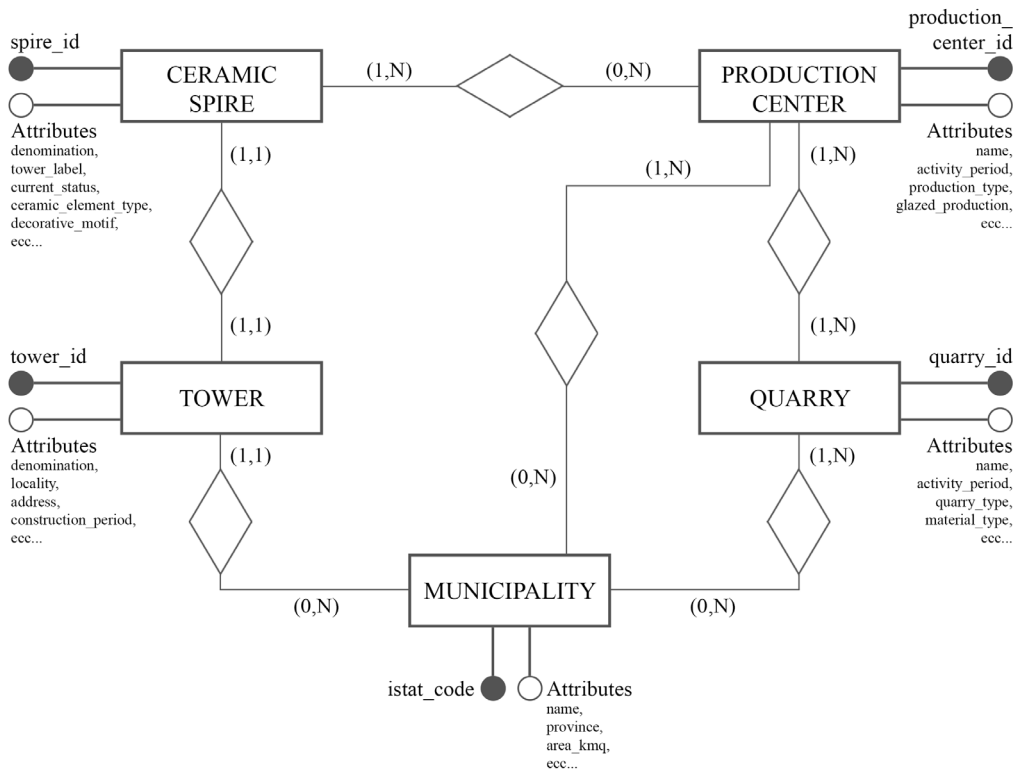 spire_id
CERAMIC
SPIRE
Attributes
denomination,
tower_label,
current_status,
ceramic_element_type,
decorative_motif,
ecc...
(1,N)
(0,N)
production_
center_id
PRODUCTION
CENTER
Attributes
name,
activity_period,
production_type,
glazed_production,
ecc...
(1,1)
(1,N)
(1,N)
(1,1)
(1,N)
tower_id
TOWER
Attributes
denomination,
locality,
address,
construction_period,
ecc...
quarry_id
QUARRY
Attributes
name,
activity_period,
quarry_type,
material_type,
ecc...
(1,1)
(0,N)
(1,N)
(0,N)
MUNICIPALITY
(0,N)
istat_code
Attributes
name,
province,
area_kmq,
ecc...